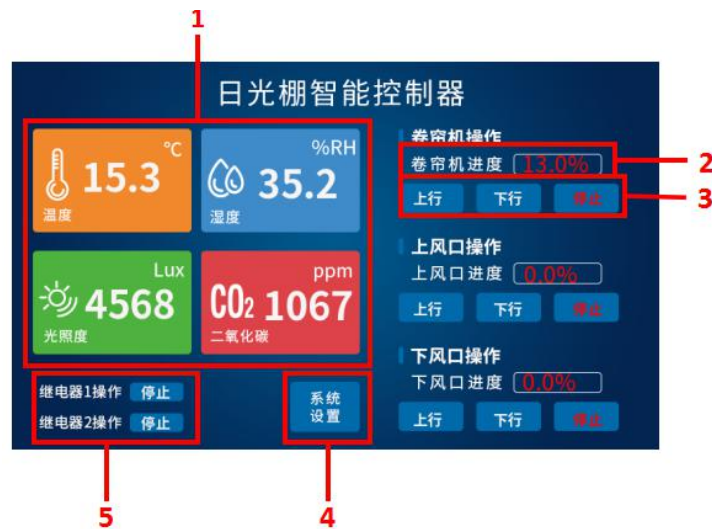 1
日光棚智能控制器
℃
15.3
温度
%RH
35.2
湿度
Lux
4568
光照度
ppm
CO₂ 1067
二氧化碳
继电器1操作 停止
继电器2操作 停止
系统
设置
卷帘机操作
卷帘机进度 13.0%
上行 下行 停止
上风口操作
上风口进度 0.0%
上行 下行 停止
下风口操作
下风口进度 0.0%
上行 下行 停止
2
3
5
4